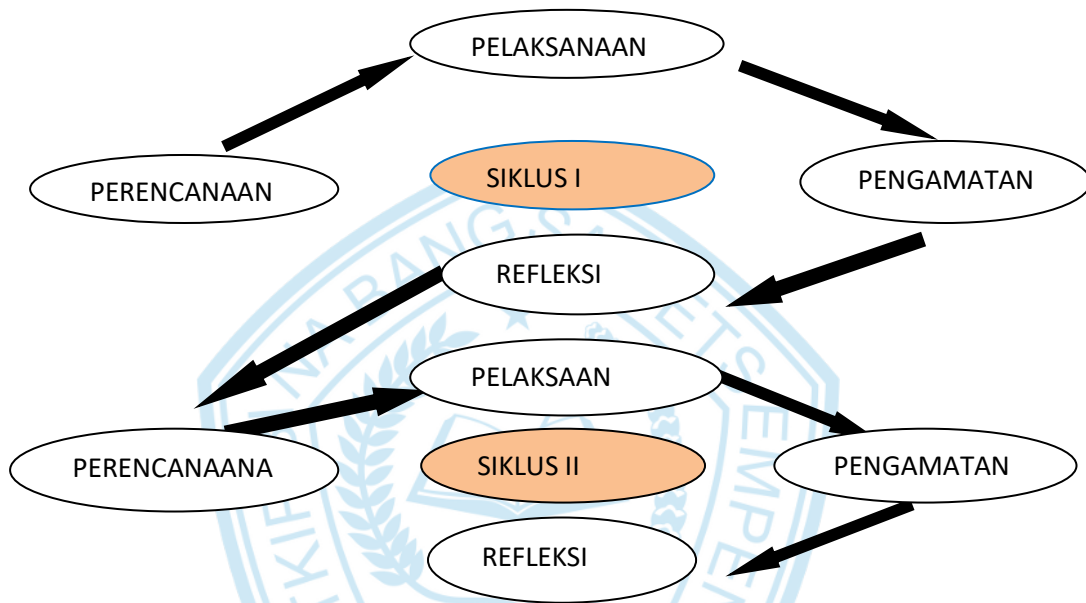 PELAKSANAAN
PERENCANAAN
SIKLUS I
PENGAMATAN
REFLEKSI
PELAKSAAN
PERENCANAANA
SIKLUS II
PENGAMATAN
REFLEKSI